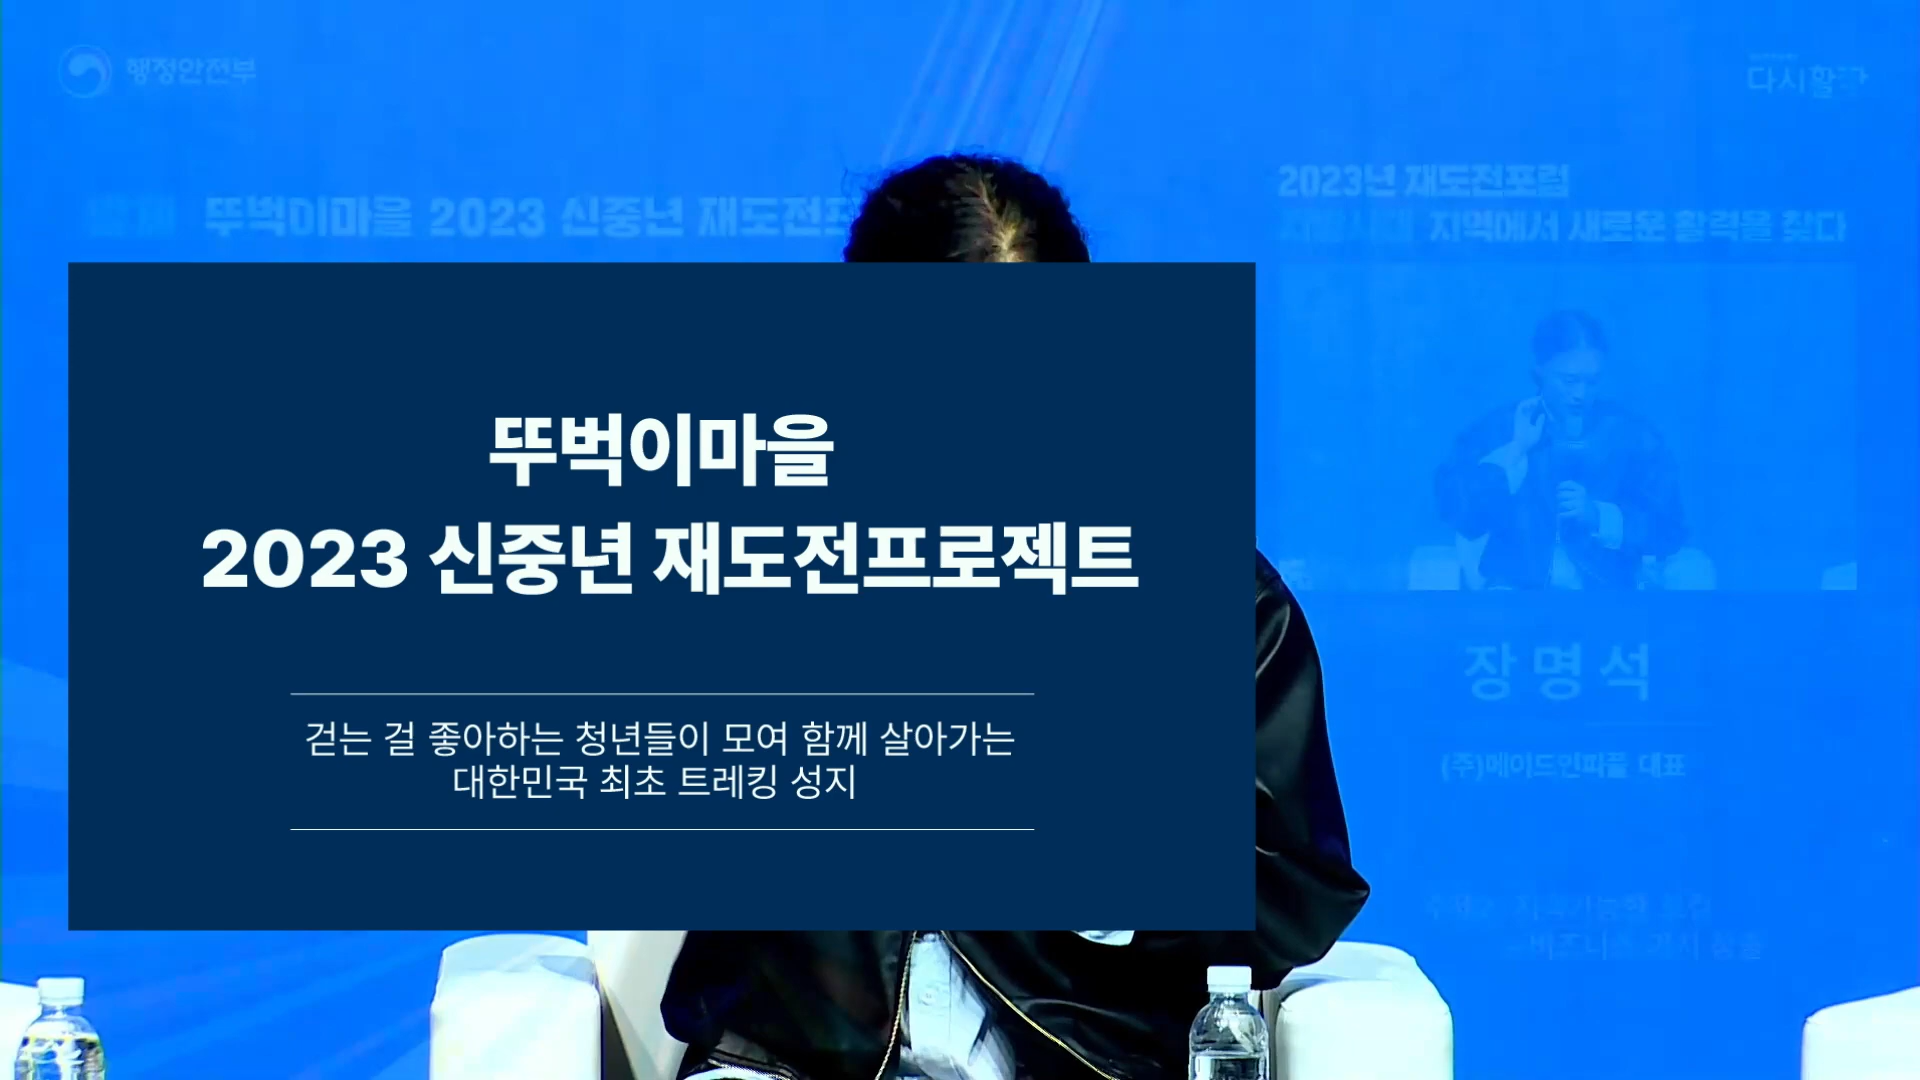 행정안전부
다시활짝
뚜벅이마을 2023 신중년 재도전프
2023년 재도전포럼
지방시대 지역에서 새로운 활력을 찾다
뚜벅이마을
2023 신중년 재도전프로젝트
걷는 걸 좋아하는 청년들이 모여 함께 살아가는
대한민국 최초 트레킹 성지
장명석
(주)메이드인피플 대표